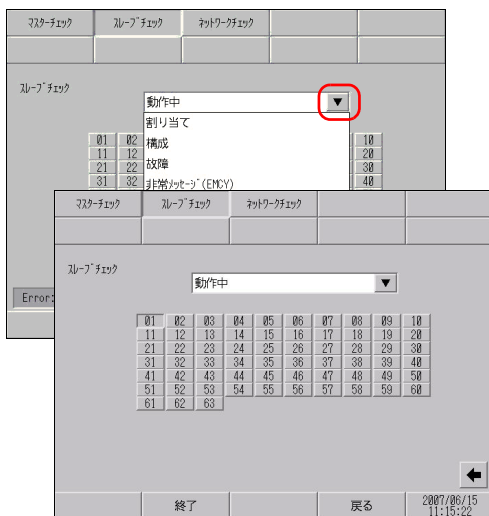 マスターチェック スレーブチェック ネットワークチェック
スレーブチェック
動作中 ▼
割り当て
01 02 構成 10
11 12 20
21 22 故障 30
31 32 非常メッセージ(EMCY) 40
Error:
マスターチェック スレーブチェック ネットワークチェック
スレーブチェック
動作中 ▼
01 02 03 04 05 06 07 08 09 10
11 12 13 14 15 16 17 18 19 20
21 22 23 24 25 26 27 28 29 30
31 32 33 34 35 36 37 38 39 40
41 42 43 44 45 46 47 48 49 50
51 52 53 54 55 56 57 58 59 60
61 62 63
終了 戻る 2007/06/15
11:15:22